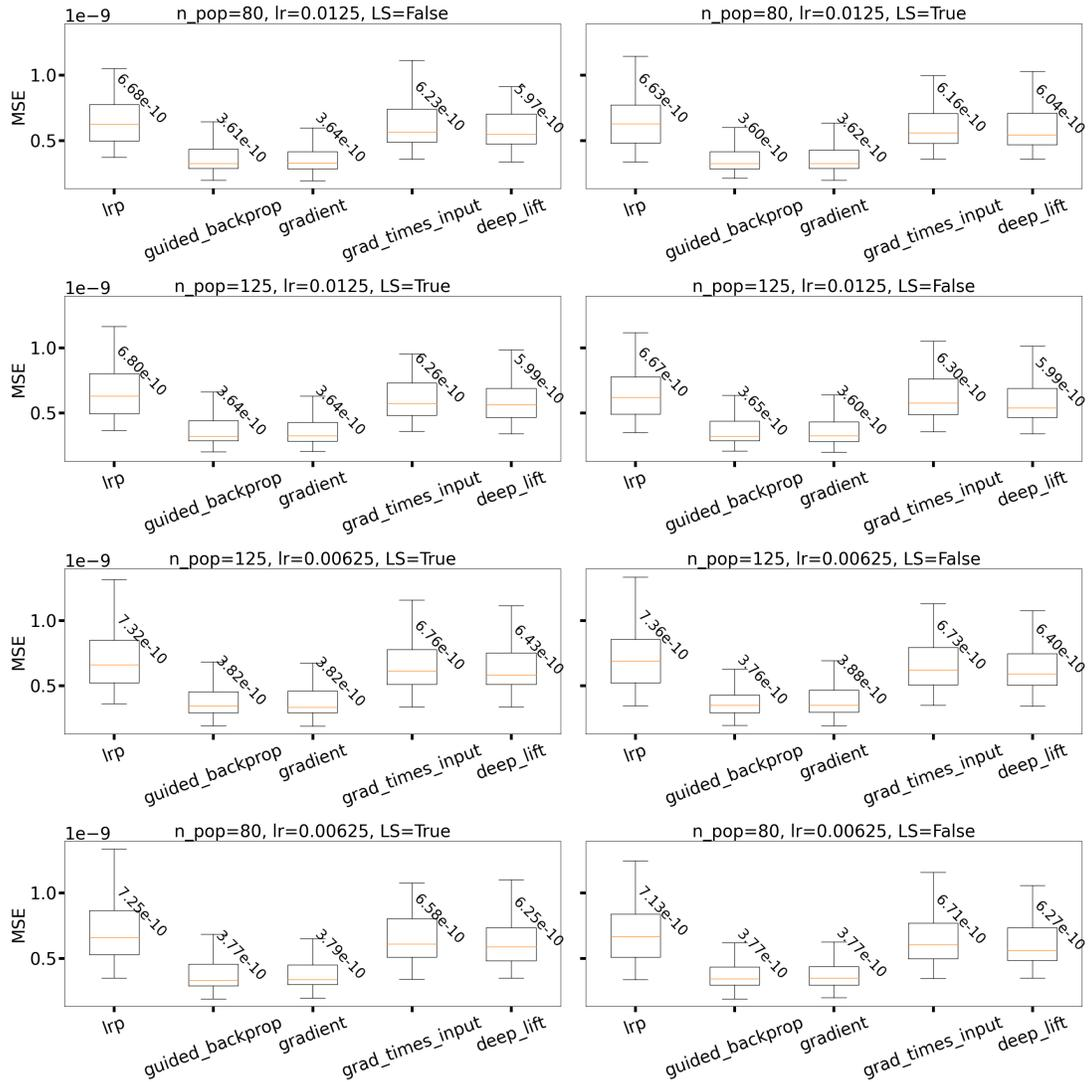 1e−9
n_pop=80, lr=0.0125, LS=False
n_pop=80, lr=0.0125, LS=True
MSE
1.0
0.5
6.68e-10
3.61e-10
3.64e-10
6.23e-10
5.97e-10
6.63e-10
3.60e-10
3.62e-10
6.16e-10
6.04e-10
lrp
guided_backprop
gradient
grad_times_input
deep_lift
lrp
guided_backprop
gradient
grad_times_input
deep_lift
1e−9
n_pop=125, lr=0.0125, LS=True
n_pop=125, lr=0.0125, LS=False
MSE
1.0
0.5
6.80e-10
3.64e-10
3.64e-10
6.26e-10
5.99e-10
6.67e-10
3.65e-10
3.60e-10
6.30e-10
5.99e-10
lrp
guided_backprop
gradient
grad_times_input
deep_lift
lrp
guided_backprop
gradient
grad_times_input
deep_lift
1e−9
n_pop=125, lr=0.00625, LS=True
n_pop=125, lr=0.00625, LS=False
MSE
1.0
0.5
7.32e-10
3.82e-10
3.82e-10
6.76e-10
6.43e-10
7.36e-10
3.76e-10
3.88e-10
6.73e-10
6.40e-10
lrp
guided_backprop
gradient
grad_times_input
deep_lift
lrp
guided_backprop
gradient
grad_times_input
deep_lift
1e−9
n_pop=80, lr=0.00625, LS=True
n_pop=80, lr=0.00625, LS=False
MSE
1.0
0.5
7.25e-10
3.77e-10
3.79e-10
6.58e-10
6.25e-10
7.13e-10
3.77e-10
3.77e-10
6.71e-10
6.27e-10
lrp
guided_backprop
gradient
grad_times_input
deep_lift
lrp
guided_backprop
gradient
grad_times_input
deep_lift